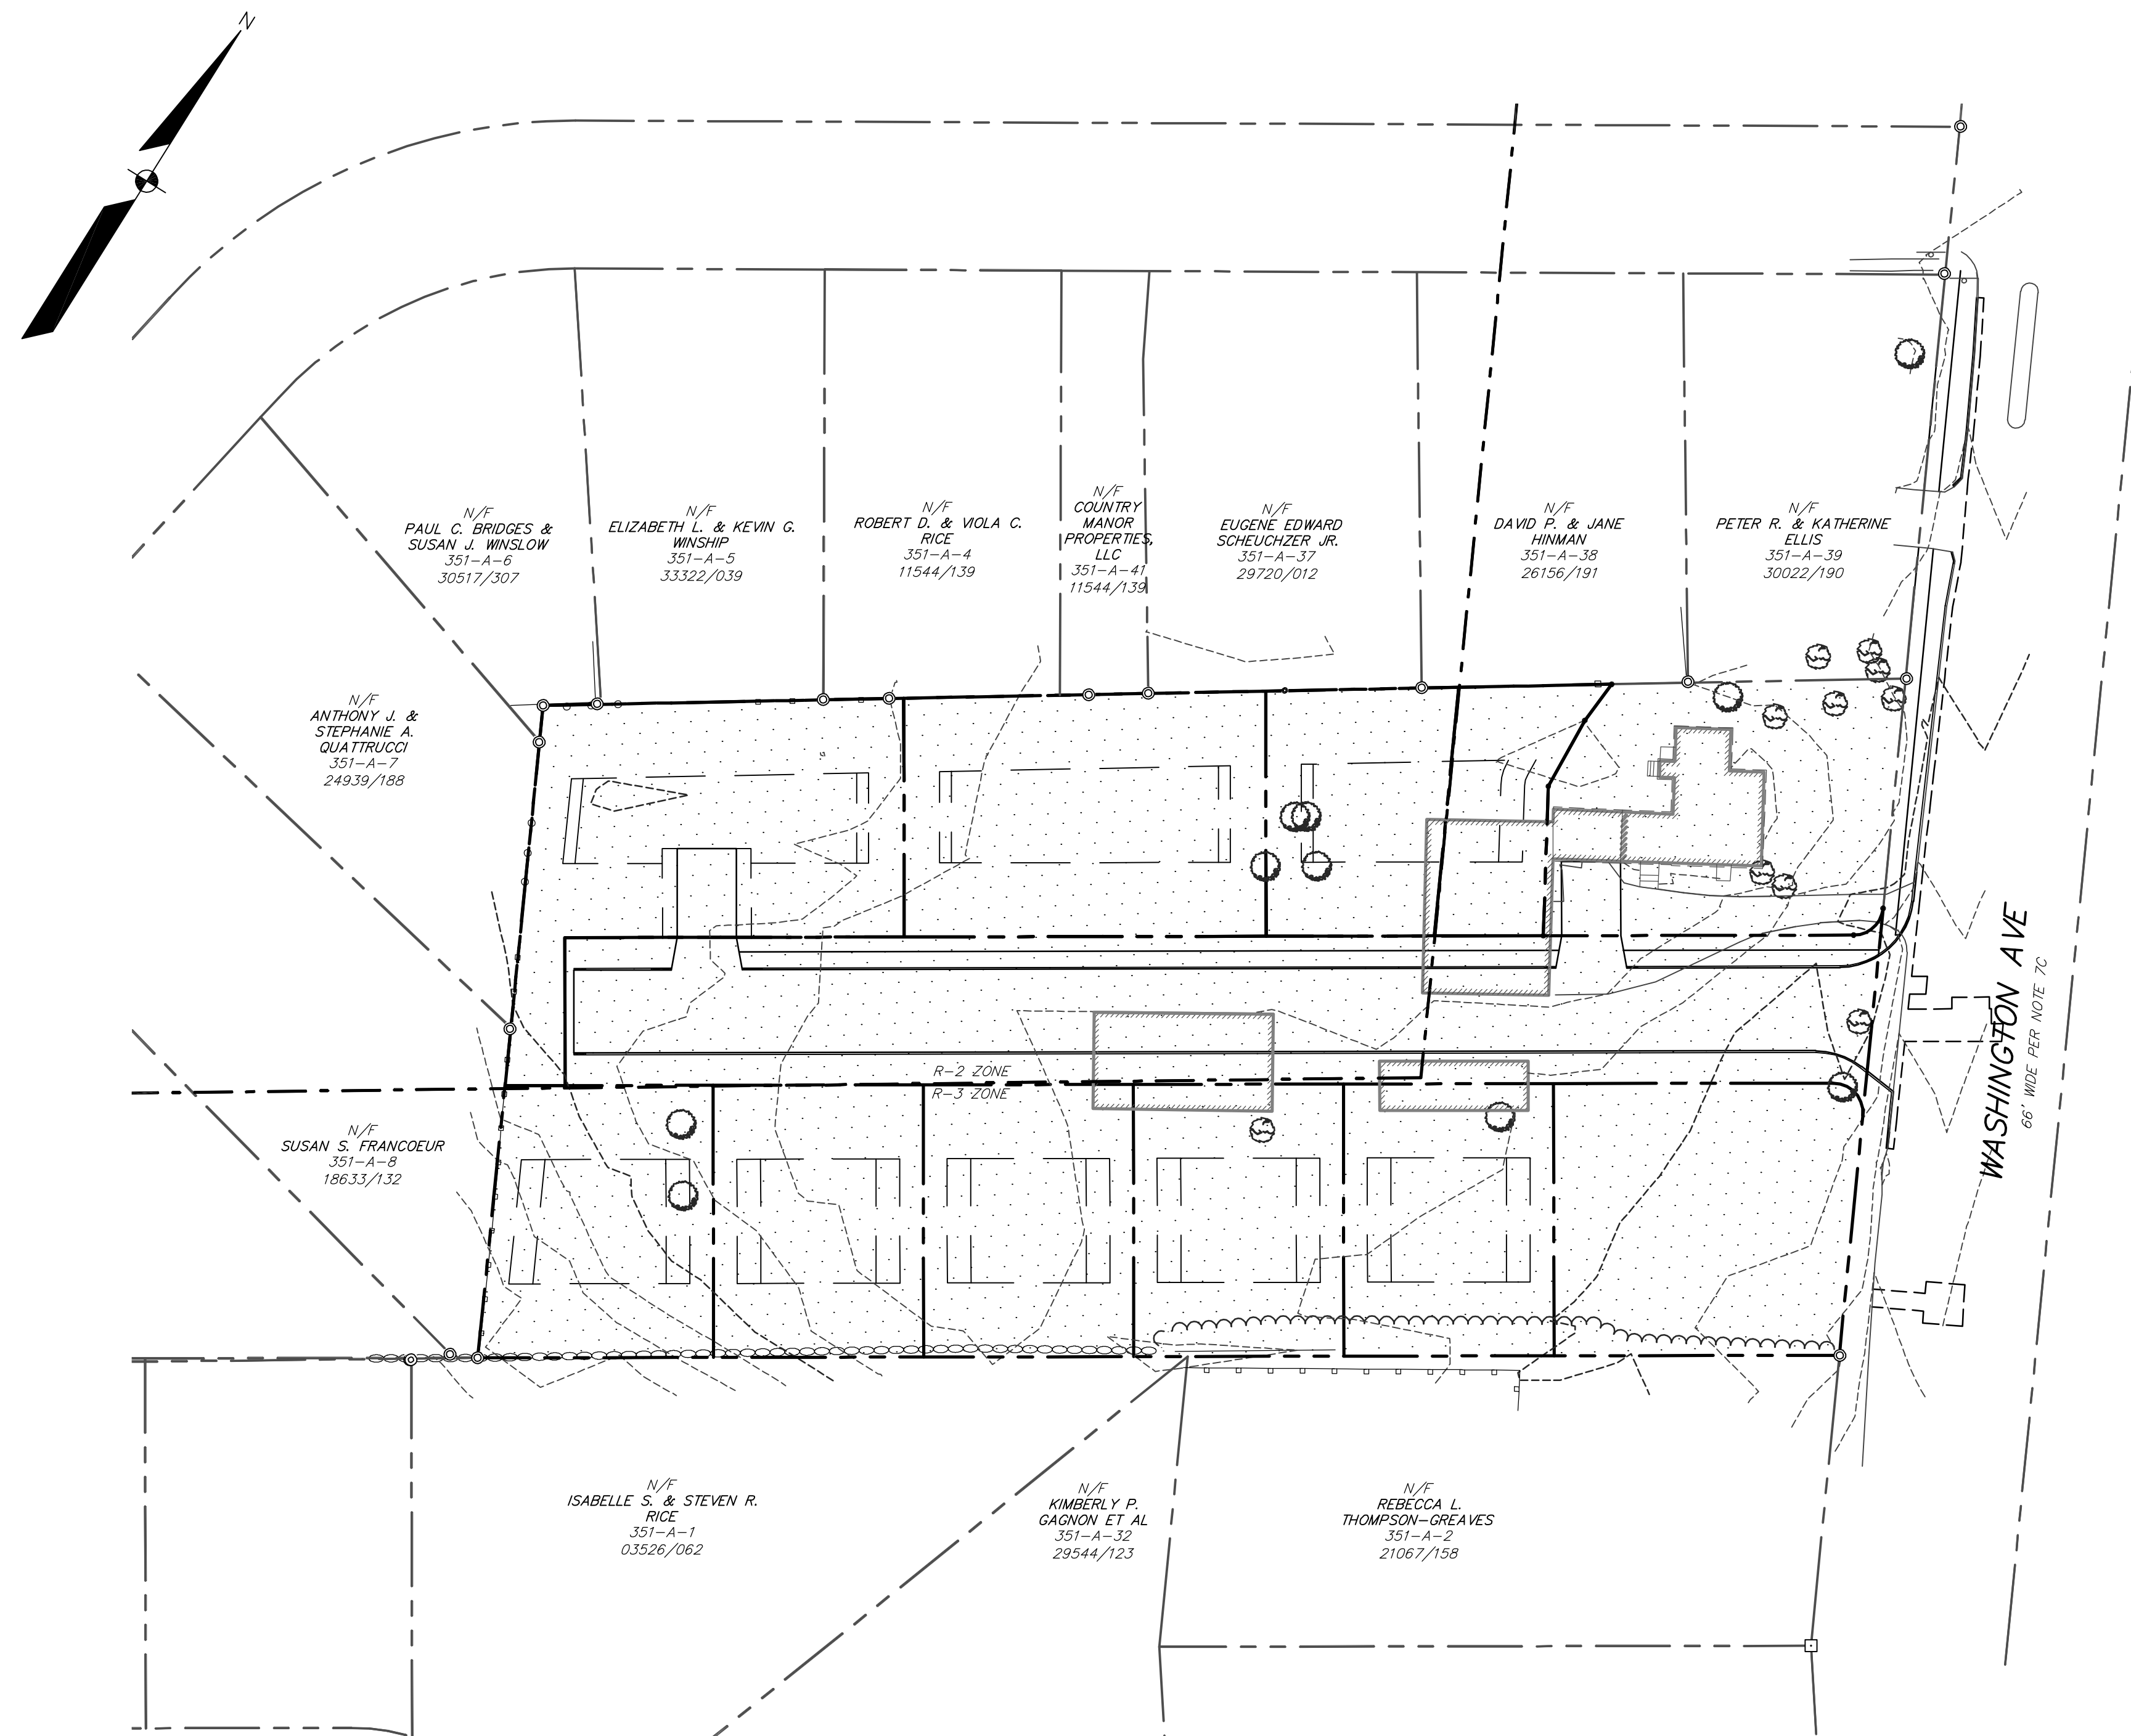 N
N/F
PAUL C. BRIDGES &
SUSAN J. WINSLOW
351-A-6
30517/307
N/F
ELIZABETH L. & KEVIN G.
WINSHIP
351-A-5
33322/039
N/F
ROBERT D. & VIOLA C.
RICE
351-A-4
11544/139
N/F
COUNTRY
MANOR
PROPERTIES,
LLC
351-A-41
11544/139
N/F
EUGENE EDWARD
SCHEUCHZER JR.
351-A-37
29720/012
N/F
DAVID P. & JANE
HINMAN
351-A-38
26156/191
N/F
PETER R. & KATHERINE
ELLIS
351-A-39
30022/190
N/F
ANTHONY J. &
STEPHANIE A.
QUATTRUCCI
351-A-7
24939/188
R-2 ZONE
R-3 ZONE
WASHINGTON AVE
66' WIDE PER NOTE 7C
N/F
SUSAN S. FRANCOEUR
351-A-8
18633/132
N/F
ISABELLE S. & STEVEN R.
RICE
351-A-1
03526/062
N/F
KIMBERLY P.
GAGNON ET AL
351-A-32
29544/123
N/F
REBECCA L.
THOMPSON-GREAVES
351-A-2
21067/158